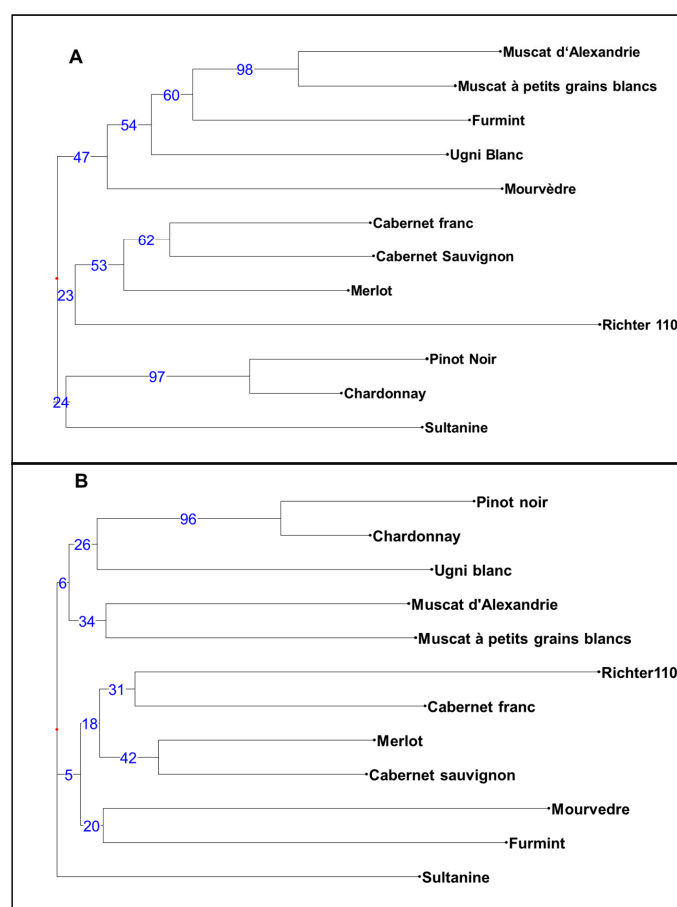 A
Muscat d‘Alexandrie
98
Muscat à petits grains blancs
60
Furmint
54
Ugni Blanc
47
Mourvèdre
Cabernet franc
62
Cabernet Sauvignon
53
Merlot
23
Richter 110
Pinot Noir
97
Chardonnay
24
Sultanine
B
Pinot noir
96
Chardonnay
26
Ugni blanc
6
Muscat d'Alexandrie
34
Muscat à petits grains blancs
Richter110
31
Cabernet franc
18
Merlot
42
Cabernet sauvignon
5
Mourvedre
20
Furmint
Sultanine